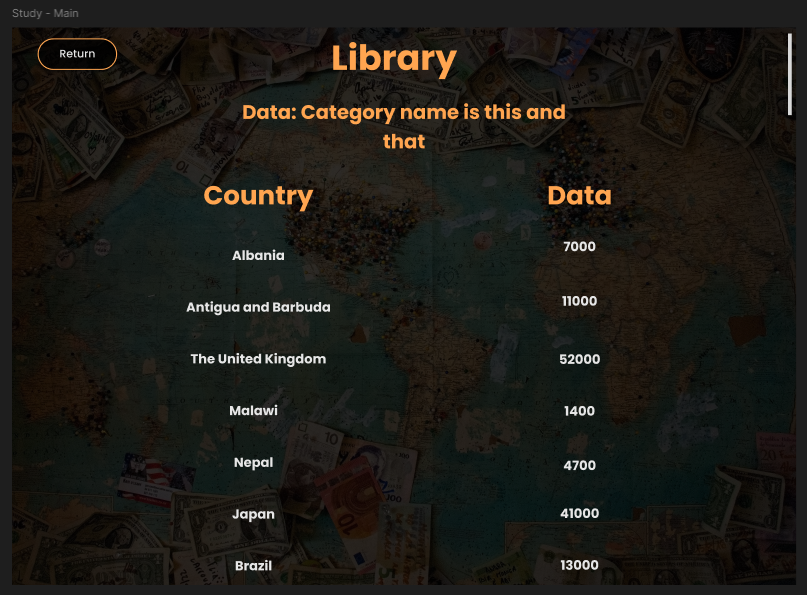 Study - Main
Return
Library
Data: Category name is this and
that
Country Data
Albania 7000
Antigua and Barbuda 11000
The United Kingdom 52000
Malawi 1400
Nepal 4700
Japan 41000
Brazil 13000